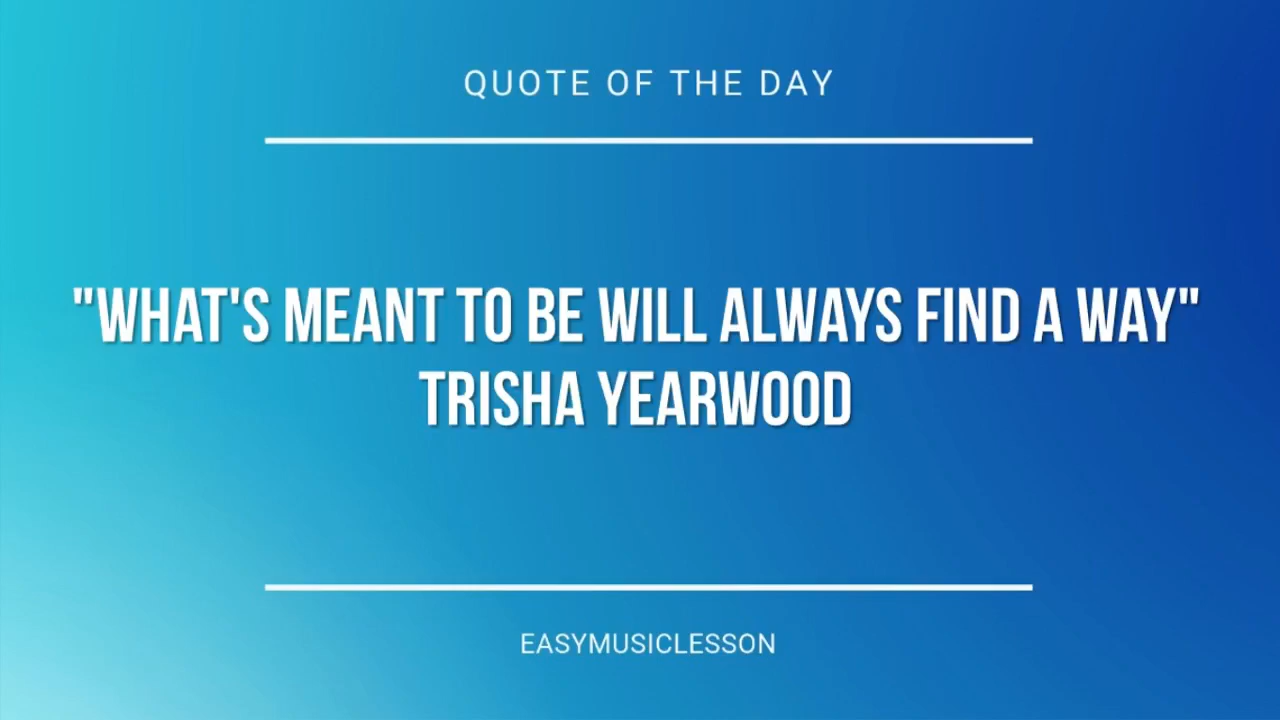 QUOTE OF THE DAY
"WHAT'S MEANT TO BE WILL ALWAYS FIND A WAY"
TRISHA YEARWOOD
EASYMUSICLESSON